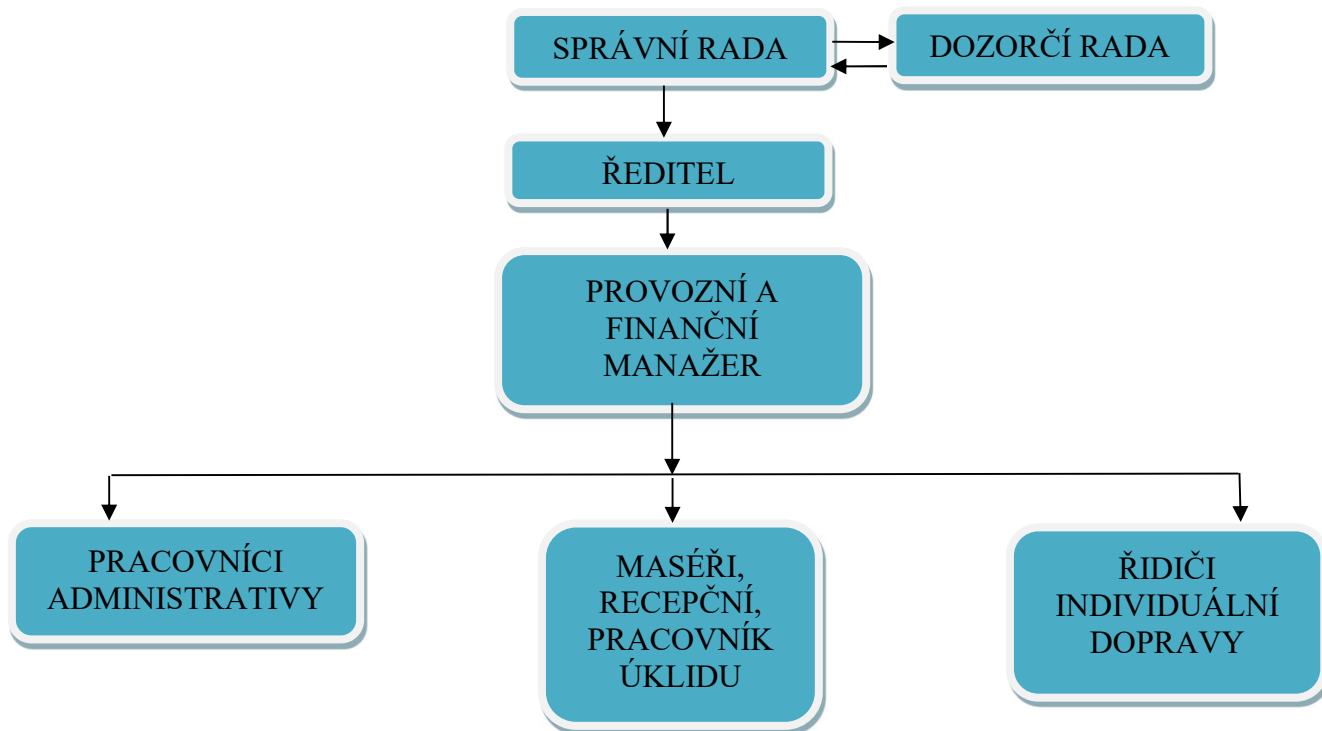 SPRÁVNÍ RADA
DOZORČÍ RADA
ŘEDITEL
PROVOZNÍ A
FINANČNÍ
MANAŽER
PRACOVNÍCI
ADMINISTRATIVY
MASÉŘI,
RECEPČNÍ,
PRACOVNÍK
ÚKLIDU
ŘIDIČI
INDIVIDUÁLNÍ
DOPRAVY